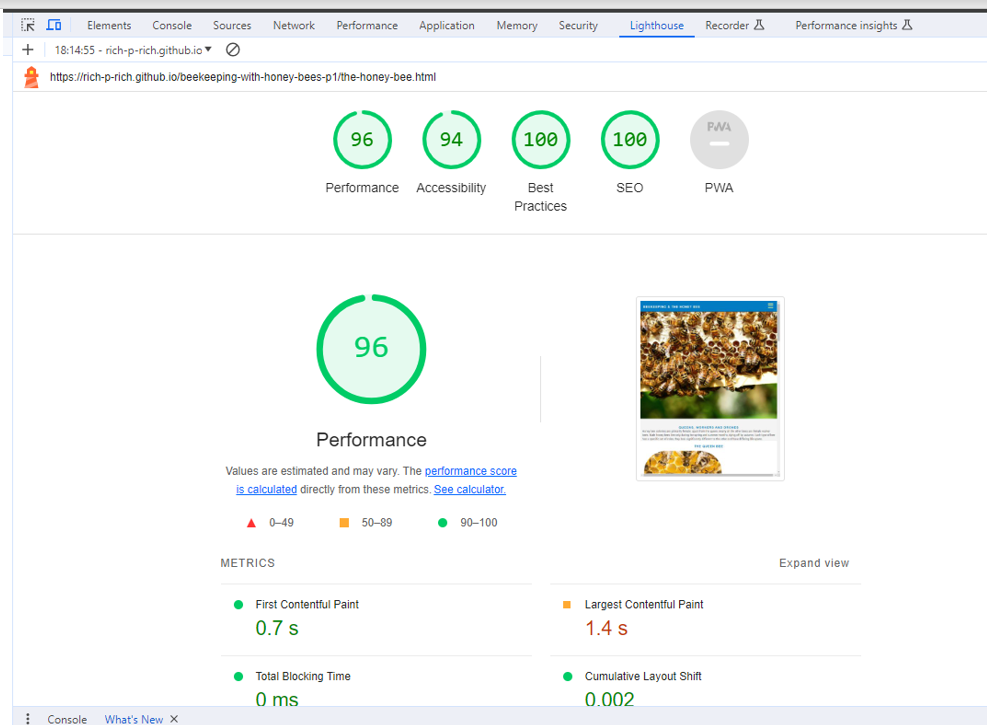 Elements Console Sources Network Performance Application Memory Security Lighthouse Recorder Performance insights
18:14:55 - rich-p-rich.github.io
https://rich-p-rich.github.io/beekeeping-with-honey-bees-p1/the-honey-bee.html
96 94 100 100 PWA
Performance Accessibility Best Practices SEO PWA
96
BEEKEEPING & THE HONEY BEE
Performance
QUEENS, WORKERS AND DRONES
THE QUEEN BEE
Values are estimated and may vary. The performance score
is calculated directly from these metrics. See calculator.
0–49 50–89 90–100
METRICS Expand view
First Contentful Paint Largest Contentful Paint
0.7 s 1.4 s
Total Blocking Time Cumulative Layout Shift
0 ms 0.002
Console What's New